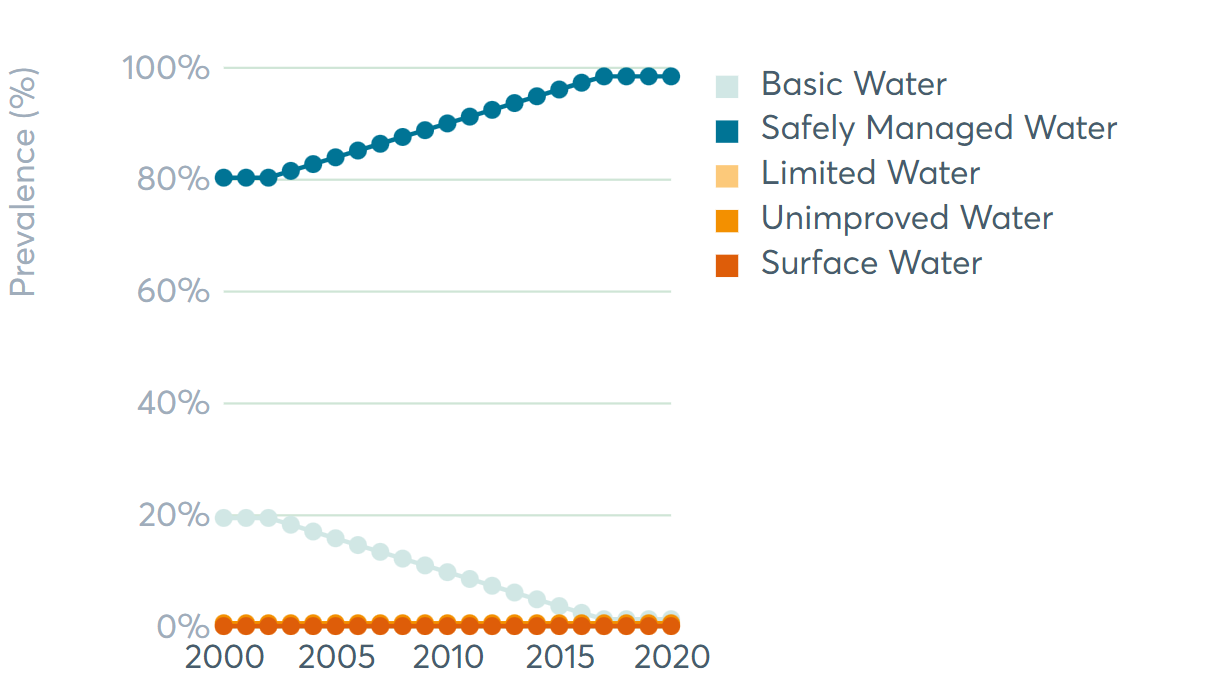 Prevalence (%)
100%
80%
60%
40%
20%
0%
2000 2005 2010 2015 2020
Basic Water
Safely Managed Water
Limited Water
Unimproved Water
Surface Water